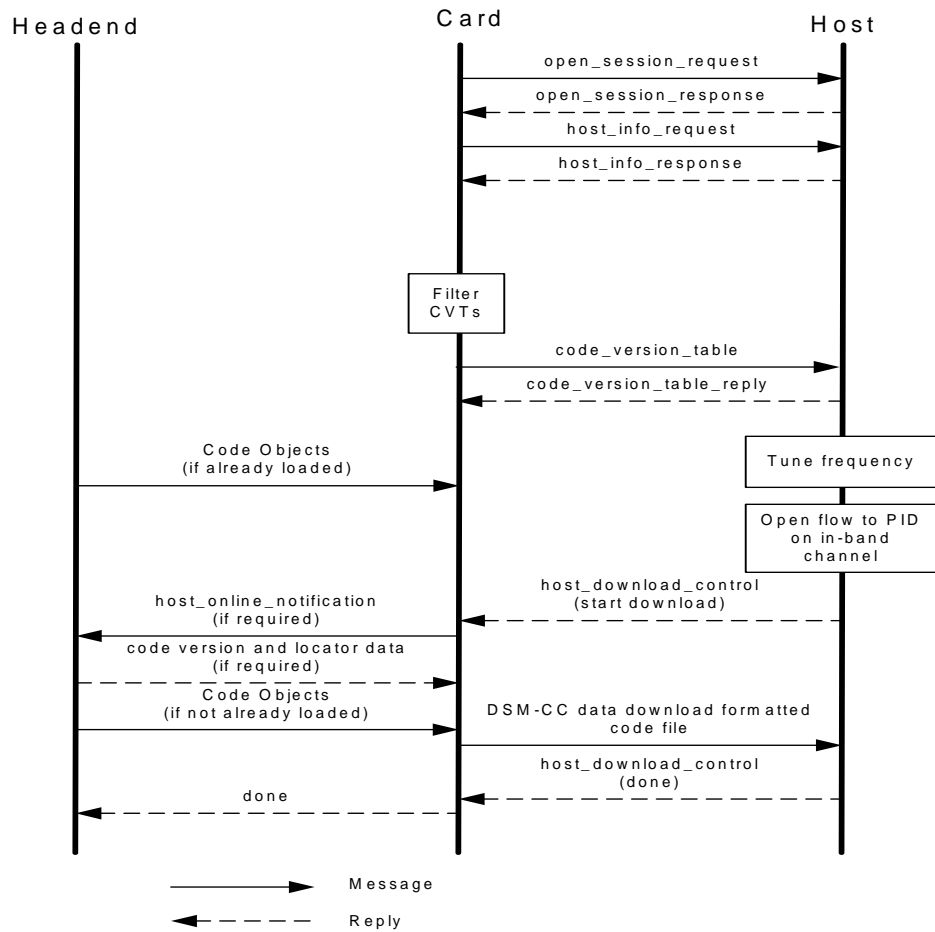 Headend
Card
Host
open_session_request
open_session_response
host_info_request
host_info_response
Filter
CVTs
code_version_table
code_version_table_reply
Code Objects
(if already loaded)
Tune frequency
Open flow to PID
on in-band
channel
host_download_control
(start download)
host_online_notification
(if required)
code version and locator data
(if required)
Code Objects
(if not already loaded)
DSM-CC data download formatted
code file
host_download_control
(done)
done
Message
Reply